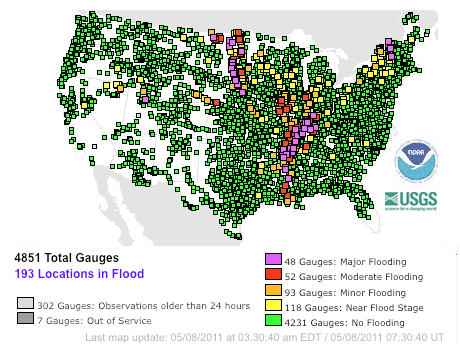 NOAA
USGS
science for a changing world
4851 Total Gauges
193 Locations in Flood
302 Gauges: Observations older than 24 hours
7 Gauges: Out of Service
48 Gauges: Major Flooding
52 Gauges: Moderate Flooding
93 Gauges: Minor Flooding
118 Gauges: Near Flood Stage
4231 Gauges: No Flooding
Last map update: 05/08/2011 at 03:30:40 am EDT / 05/08/2011 07:30:40 UT